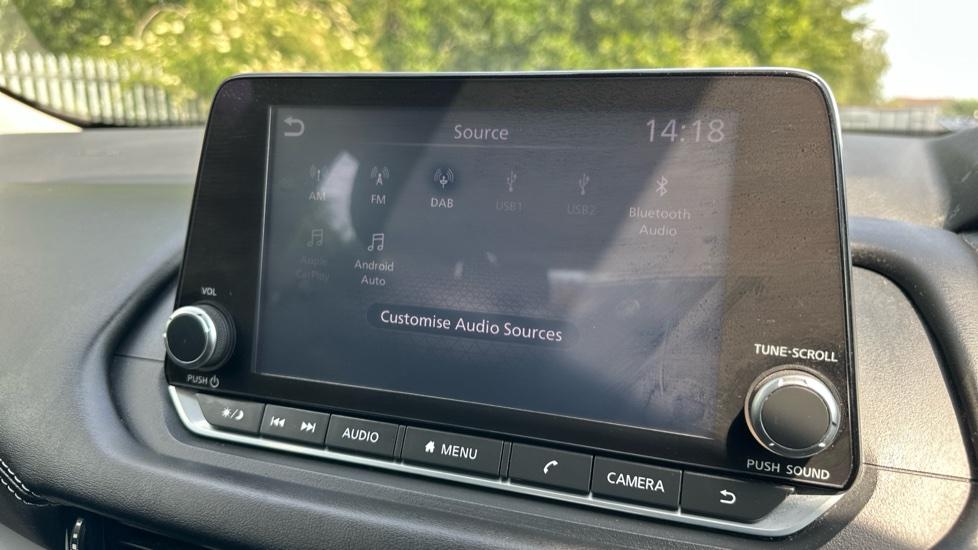 Source
14:18
AM
FM
DAB
USB1
USB2
Bluetooth
Audio
Apple
CarPlay
Android
Auto
Customise Audio Sources
VOL
PUSH
TUNE·SCROLL
PUSH SOUND
AUDIO
MENU
CAMERA